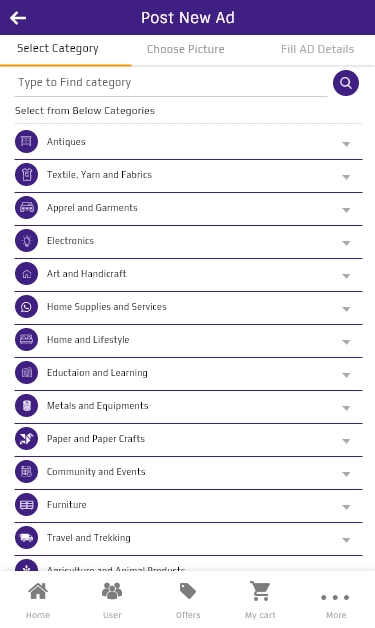 Post New Ad
Select Category
Choose Picture
Fill AD Details
Type to Find category
Select from Below Categories
Antiques
Textile, Yarn and Fabrics
Apprel and Garments
Electronics
Art and Handicraft
Home Supplies and Services
Home and Lifestyle
Eductaion and Learning
Metals and Equipments
Paper and Paper Crafts
Community and Events
Furniture
Travel and Trekking
Agriculture and Animal Products
Home
User
Offers
My cart
More